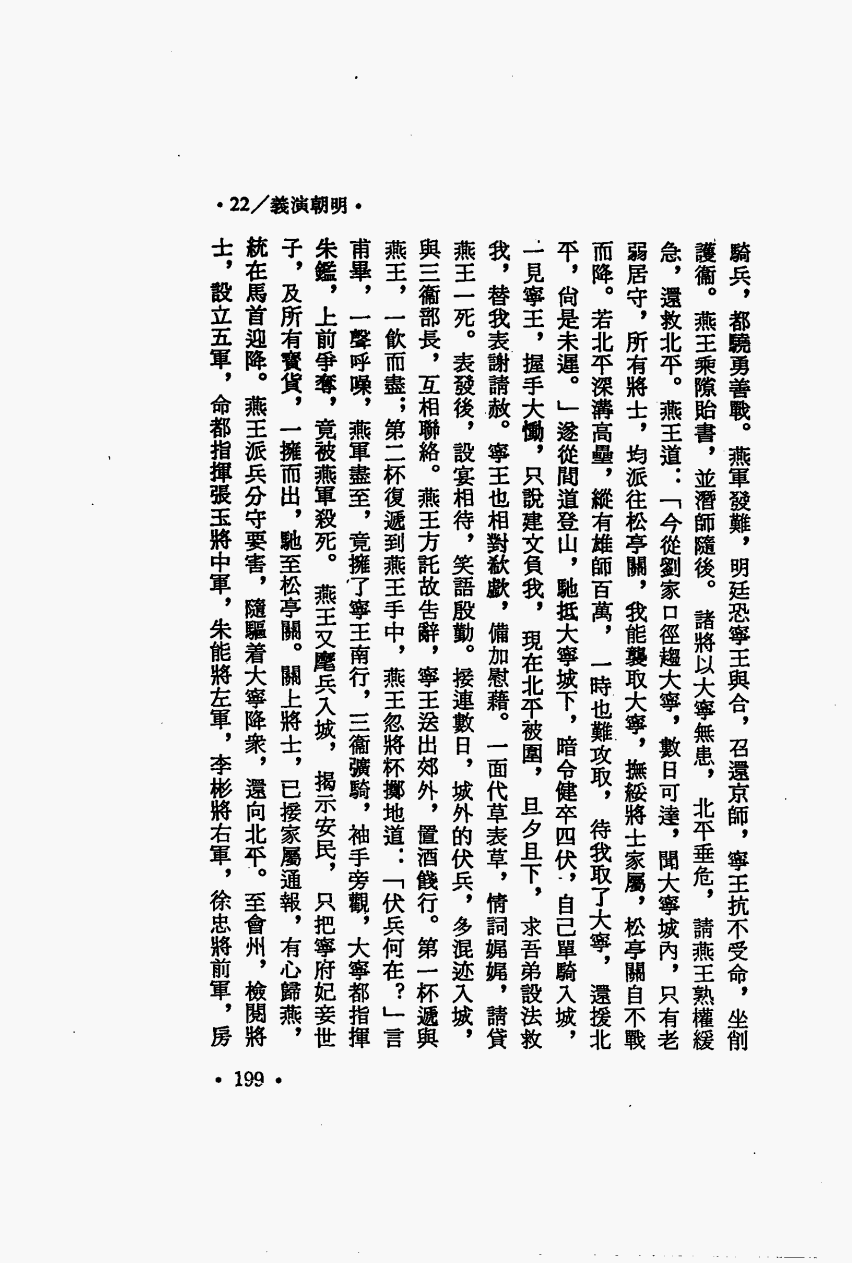 •明朝演義/22•
騎兵，都驍勇善戰。燕軍發難，明廷恐寧王與合，召還京師，寧王抗不受命，坐削
護衞。燕王乘隙貽書，並潛師隨後。諸將以大寧無患，北平垂危，請燕王熟權緩
急，還救北平。燕王道：「今從劉家口徑趨大寧，數日可達，聞大寧城內，只有老
弱居守，所有將士，均派往松亭關，我能襲取大寧，撫綏將士家屬，松亭關自不戰
而降。若北平深溝高壘，縱有雄師百萬，一時也難攻取，待我取了大寧，還援北
平，尙是未遲。」遂從間道登山，馳抵大寧城下，暗令健卒四伏，自己單騎入城，
一見寧王，握手大慟，只說建文負我，現在北平被圍，旦夕且下，求吾弟設法救
我，替我表謝請赦。寧王也相對欷歔，備加慰藉。一面代草表草，情詞娓娓，請貸
燕王一死。表發後，設宴相待，笑語殷勤。接連數日，城外的伏兵，多混迹入城，
與三衞部長，互相聯絡。燕王方託故吿辭，寧王送出郊外，置酒餞行。第一杯遞與
燕王，一飲而盡；第二杯復遞到燕王手中，燕王忽將杯擲地道：「伏兵何在？」言
甫畢，一聲呼噪，燕軍盡至，竟擁了寧王南行，三衞彍騎，袖手旁觀，大寧都指揮
朱鑑，上前爭奪，竟被燕軍殺死。燕王又麾兵入城，揭示安民，只把寧府妃妾世
子，及所有寶貨，一擁而出，馳至松亭關。關上將士，已接家屬通報，有心歸燕，
統在馬首迎降。燕王派兵分守要害，隨驅着大寧降衆，還向北平。至會州，檢閱將
士，設立五軍，命都指揮張玉將中軍，朱能將左軍，李彬將右軍，徐忠將前軍，房
•199•